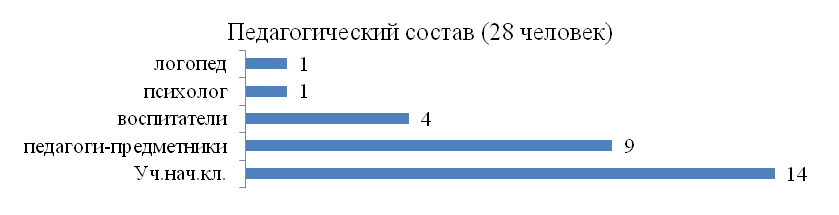 Педагогический состав (28 человек)
логопед 1
психолог 1
воспитатели 4
педагоги-предметники 9
Уч.нач.кл. 14